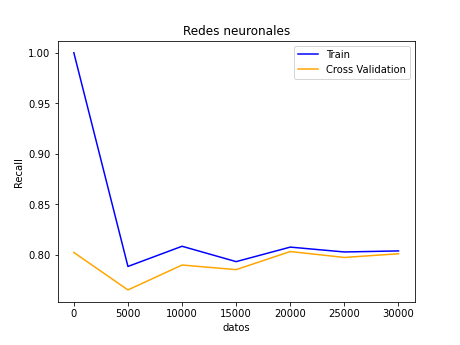 Redes neuronales
Train
Cross Validation
1.00
0.95
0.90
0.85
0.80
Recall
0 5000 10000 15000 20000 25000 30000
datos